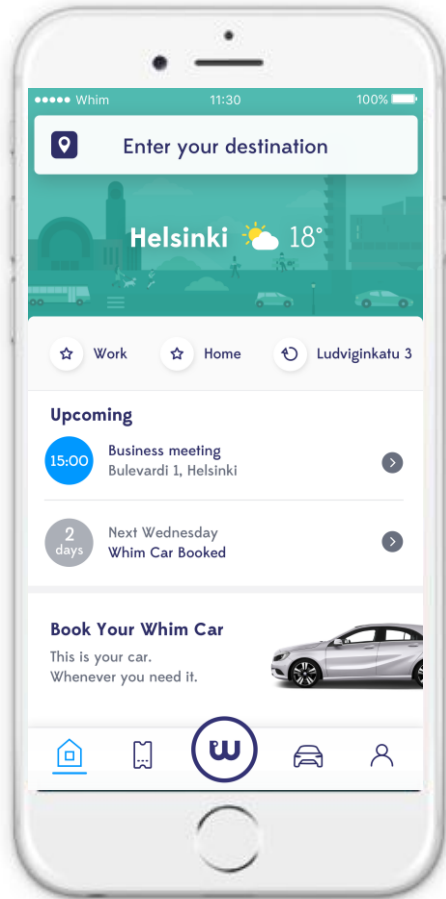 Whim 11:30 100%
Enter your destination
Helsinki 18°
Work Home Ludviginkatu 3
Upcoming
15:00
Business meeting
Bulevardi 1, Helsinki
2
days
Next Wednesday
Whim Car Booked
Book Your Whim Car
This is your car.
Whenever you need it.
w